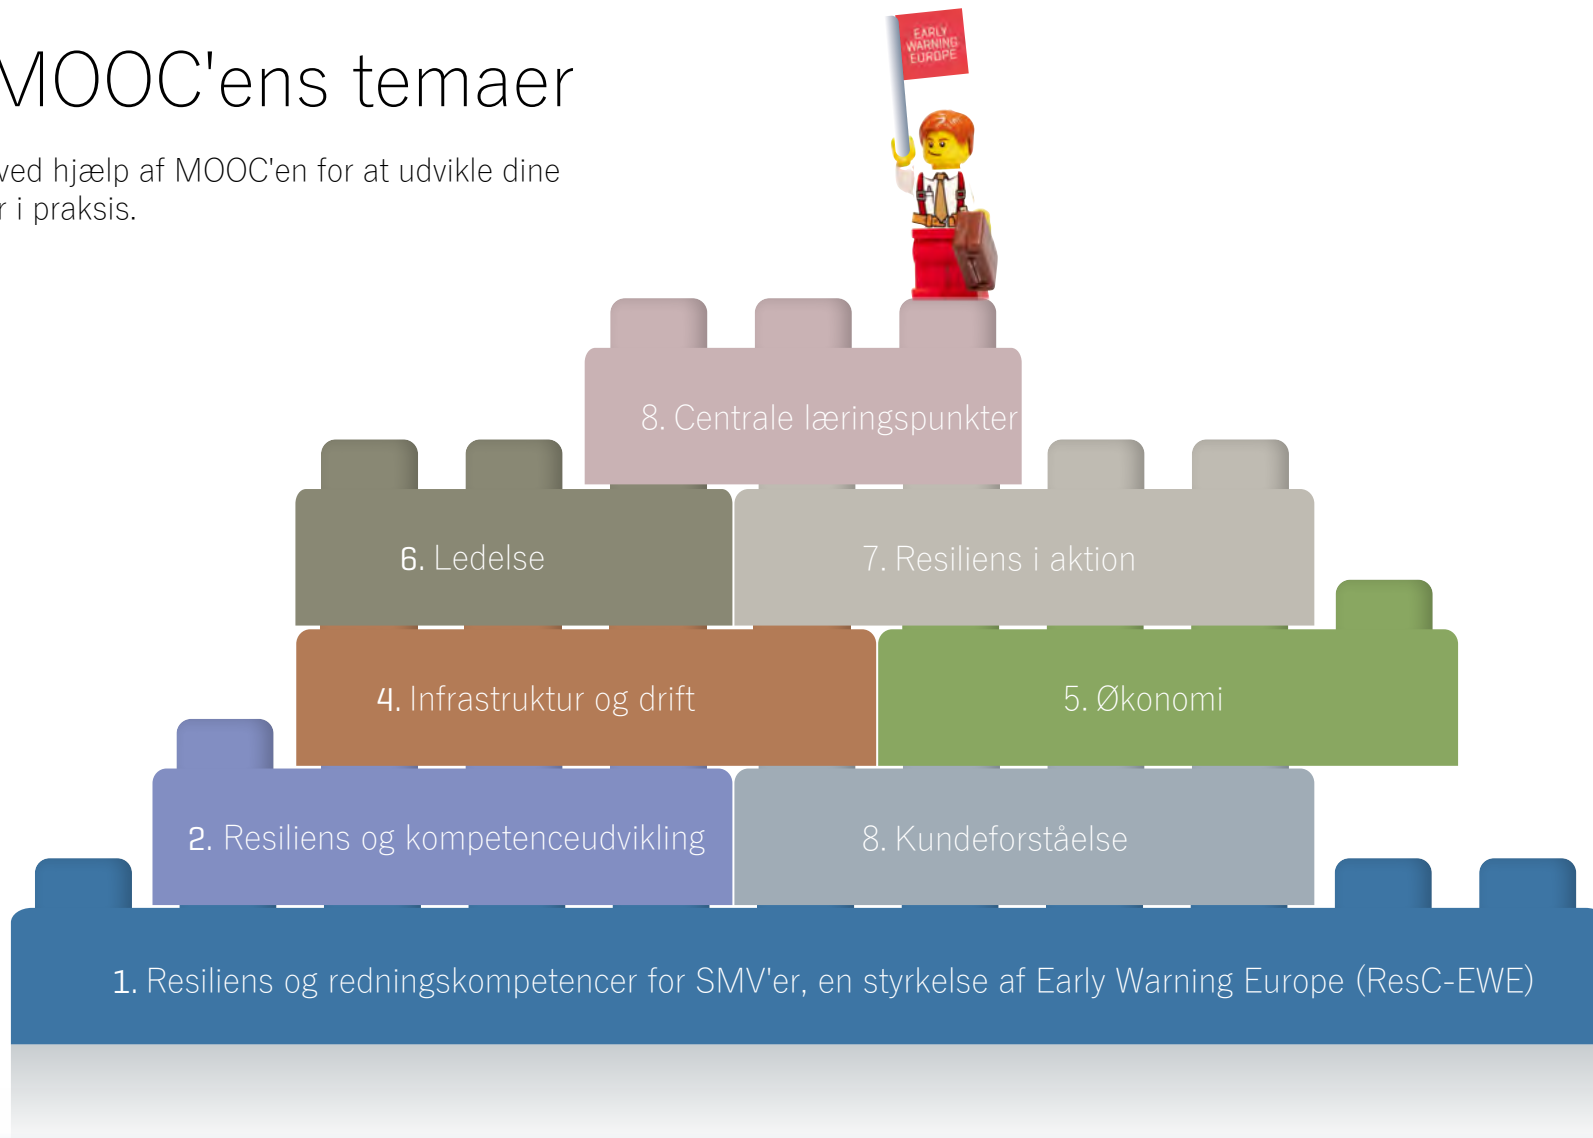 MOOC'ens temaer
ved hjælp af MOOC'en for at udvikle dine
r i praksis.
EARLY
WARNING
EUROPE
8. Centrale læringspunkter
6. Ledelse
7. Resiliens i aktion
4. Infrastruktur og drift
5. Økonomi
2. Resiliens og kompetenceudvikling
8. Kundeforståelse
1. Resiliens og redningskompetencer for SMV'er, en styrkelse af Early Warning Europe (ResC-EWE)